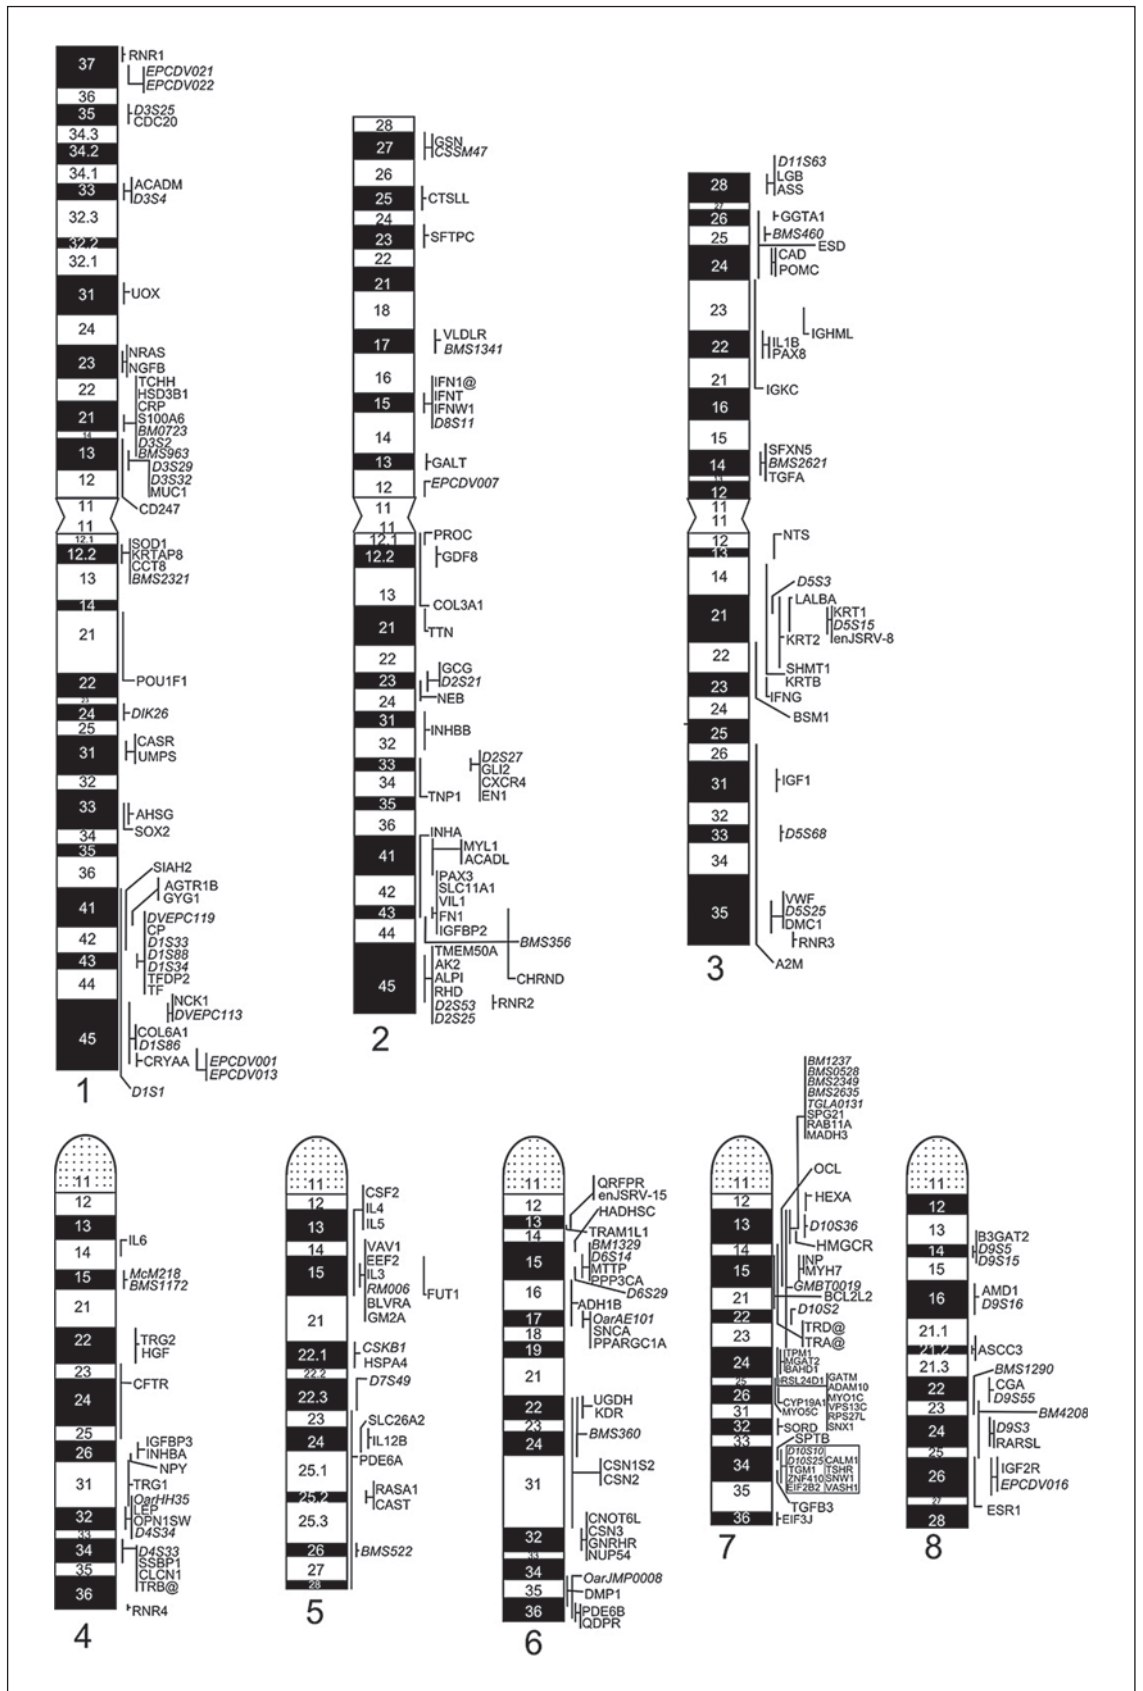 37
36
35
34.3
34.2
34.1
33
32.3
32.2
32.1
31
24
23
22
21
14
13
12
11
11
12.1
12.2
13
14
21
22
23
24
25
31
32
33
34
35
36
41
42
43
44
45
RNR1
EPCDV021
EPCDV022
D3S25
CDC20
ACADM
D3S4
UOX
NRAS
NGFB
TCHH
HSD3B1
CRP
S100A6
BM0723
D3S2
BMS963
D3S29
D3S32
MUC1
CD247
SOD1
KRTAP8
CCT8
BMS2321
POU1F1
DIK26
CASR
UMPS
AHSG
SOX2
SIAH2
AGTR1B
GYG1
DVEPC119
CP
D1S33
D1S88
D1S34
TFDP2
TF
NCK1
DVEPC113
COL6A1
D1S86
CRYAA
EPCDV001
EPCDV013
D1S1
1
28
27
26
25
24
23
22
21
18
17
16
15
14
13
12
11
11
12.1
12.2
13
21
22
23
24
31
32
33
34
35
36
41
42
43
44
45
GSN
CSSM47
CTSLL
SFTPC
VLDLR
BMS1341
IFN1@
IFNT
IFNW1
D8S11
GALT
EPCDV007
PROC
GDF8
COL3A1
TTN
GCG
D2S21
NEB
INHBB
D2S27
GLI2
CXCR4
EN1
TNP1
INHA
MYL1
ACADL
PAX3
SLC11A1
VIL1
FN1
IGFBP2
BMS356
TMEM50A
AK2
ALPI
RHD
D2S53
D2S25
CHRND
RNR2
2
28
27
26
25
24
23
22
21
16
15
14
13
12
11
11
12
13
14
21
22
23
24
25
26
31
32
33
34
35
D11S63
LGB
ASS
GGTA1
BMS460
ESD
CAD
POMC
IGHML
IL1B
PAX8
IGKC
SFXN5
BMS2621
TGFA
NTS
D5S3
LALBA
KRT1
D5S15
enJSRV-8
KRT2
SHMT1
KRTB
IFNG
BSM1
IGF1
D5S68
VWF
D5S25
DMC1
RNR3
A2M
3
11
12
13
14
15
21
22
23
24
25
26
31
32
33
34
35
36
IL6
McM218
BMS1172
TRG2
HGF
CFTR
IGFBP3
INHBA
NPY
TRG1
OarHH35
LEP
OPN1SW
D4S34
D4S33
SSBP1
CLCN1
TRB@
RNR4
4
11
12
13
14
15
21
22.1
22.2
22.3
23
24
25.1
25.2
25.3
26
27
28
CSF2
IL4
IL5
VAV1
EEF2
IL3
RM006
BLVRA
GM2A
FUT1
CSKB1
HSPA4
D7S49
SLC26A2
IL12B
PDE6A
RASA1
CAST
BMS522
5
11
12
13
14
15
16
17
18
19
21
22
23
24
31
32
33
34
35
36
QRFPR
enJSRV-15
HADHSC
TRAM1L1
BM1329
D6S14
MTTP
PPP3CA
D6S29
ADH1B
OarAE101
SNCA
PPARGC1A
UGDH
KDR
BMS360
CSN1S2
CSN2
CNOT6L
CSN3
GNRHR
NUP54
OarJMP0008
DMP1
PDE6B
QDPR
6
11
12
13
14
15
21
22
23
24
25
26
31
32
33
34
35
36
BM1237
BMS0528
BMS2349
BMS2635
TGLA0131
SPG21
RAB11A
MADH3
OCL
HEXA
D10S36
HMGCR
INP
MYH7
GMBT0019
BCL2L2
D10S2
TRD@
TRA@
TPM1
MGAT2
BAHD1
RSL24D1
GATM
ADAM10
CYP19A1
MYO1C
MYO5C
VPS13C
RPS27L
SORD
SNX1
SPTB
D10S10 CALM1
D10S25
TGM1 TSHR
ZNF410 SNW1
EIF2B2 VASH1
TGFB3
EIF3J
7
11
12
13
14
15
16
21.1
21.2
21.3
22
23
24
25
26
27
28
B3GAT2
D9S5
D9S15
AMD1
D9S16
ASCC3
BMS1290
CGA
D9S55
BM4208
D9S3
RARSL
IGF2R
EPCDV016
ESR1
8